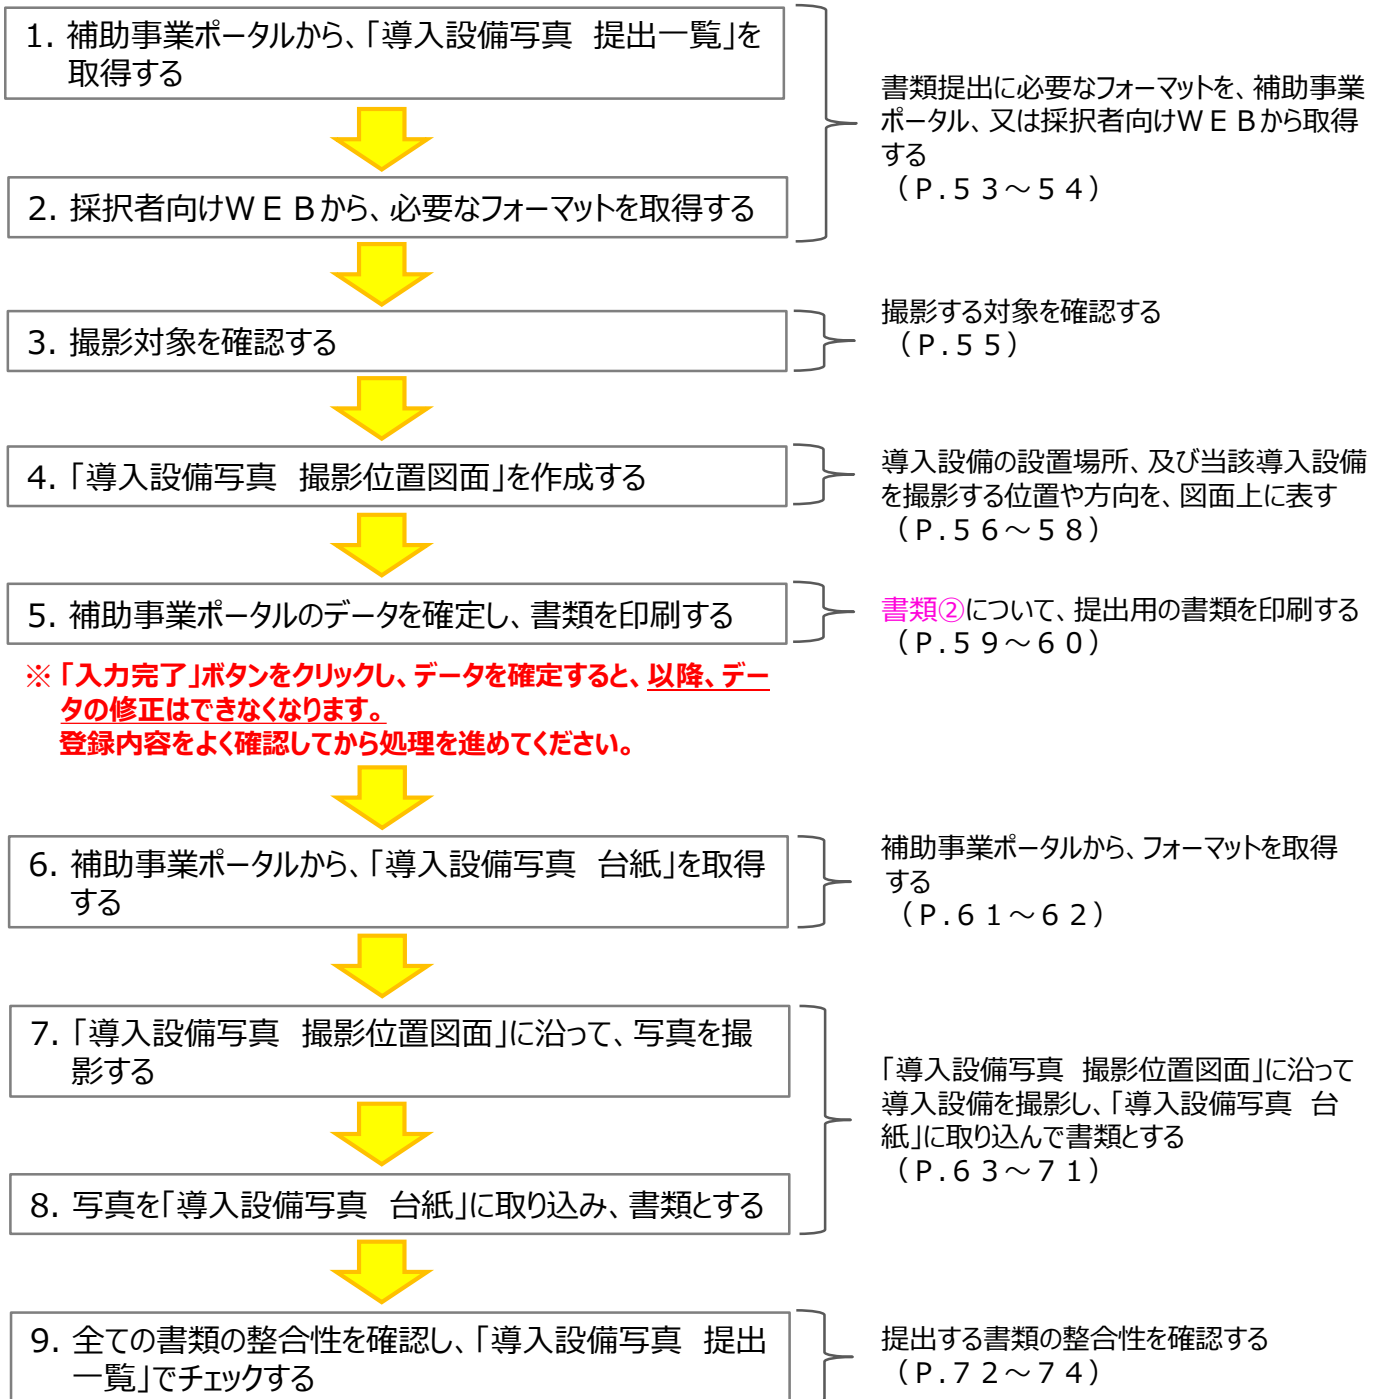 1. 補助事業ポータルから、「導入設備写真　提出一覧」を
取得する
書類提出に必要なフォーマットを、補助事業
ポータル、又は採択者向けＷＥＢから取得
する
（Ｐ.５３～５４）
2. 採択者向けＷＥＢから、必要なフォーマットを取得する
3. 撮影対象を確認する
撮影する対象を確認する
（Ｐ.５５）
4. 「導入設備写真　撮影位置図面」を作成する
導入設備の設置場所、及び当該導入設備
を撮影する位置や方向を、図面上に表す
（Ｐ.５６～５８）
5. 補助事業ポータルのデータを確定し、書類を印刷する
書類②について、提出用の書類を印刷する
（Ｐ.５９～６０）
※「入力完了」ボタンをクリックし、データを確定すると、以降、デー
タの修正はできなくなります。
登録内容をよく確認してから処理を進めてください。
6. 補助事業ポータルから、「導入設備写真　台紙」を取得
する
補助事業ポータルから、フォーマットを取得
する
（Ｐ.６１～６２）
7. 「導入設備写真　撮影位置図面」に沿って、写真を撮
影する
「導入設備写真　撮影位置図面」に沿って
導入設備を撮影し、「導入設備写真　台
紙」に取り込んで書類とする
（Ｐ.６３～７１）
8. 写真を「導入設備写真　台紙」に取り込み、書類とする
9. 全ての書類の整合性を確認し、「導入設備写真　提出
一覧」でチェックする
提出する書類の整合性を確認する
（Ｐ.７２～７４）